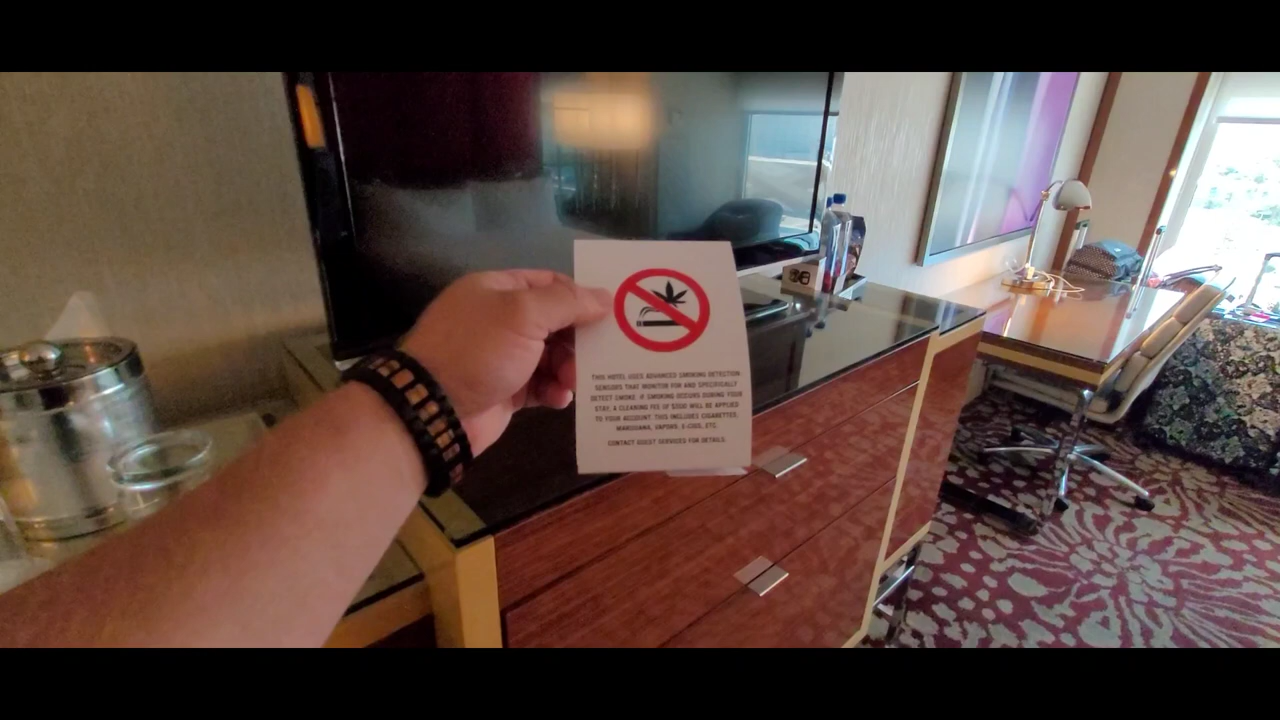 THIS HOTEL USES ADVANCED SMOKING DETECTION
SENSORS THAT MONITOR FOR AND SPECIFICALLY
DETECT SMOKE. IF SMOKING OCCURS DURING YOUR
STAY, A CLEANING FEE OF $500 WILL BE APPLIED
TO YOUR ACCOUNT. THIS INCLUDES CIGARETTES,
MARIJUANA, VAPORS, E-CIGS, ETC.
CONTACT GUEST SERVICES FOR DETAILS.